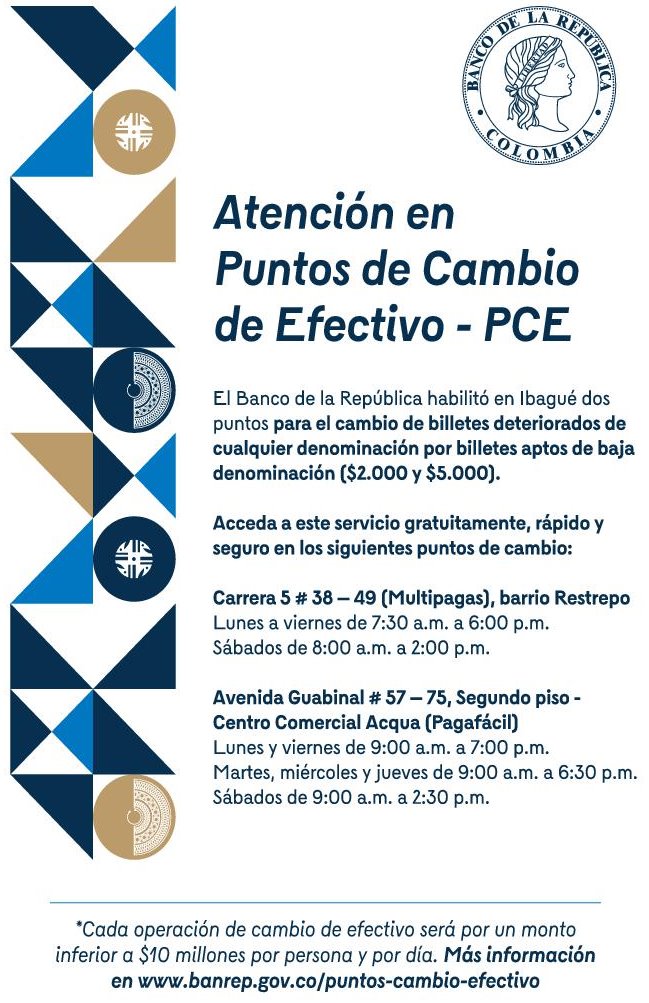 BANCO DE LA REPÚBLICA
COLOMBIA
Atención en
Puntos de Cambio
de Efectivo - PCE
El Banco de la República habilitó en Ibagué dos
puntos para el cambio de billetes deteriorados de
cualquier denominación por billetes aptos de baja
denominación ($2.000 y $5.000).
Acceda a este servicio gratuitamente, rápido y
seguro en los siguientes puntos de cambio:
Carrera 5 # 38 – 49 (Multipagas), barrio Restrepo
Lunes a viernes de 7:30 a.m. a 6:00 p.m.
Sábados de 8:00 a.m. a 2:00 p.m.
Avenida Guabinal # 57 – 75, Segundo piso -
Centro Comercial Acqua (Pagafácil)
Lunes y viernes de 9:00 a.m. a 7:00 p.m.
Martes, miércoles y jueves de 9:00 a.m. a 6:30 p.m.
Sábados de 9:00 a.m. a 2:30 p.m.
*Cada operación de cambio de efectivo será por un monto
inferior a $10 millones por persona y por día. Más información
en www.banrep.gov.co/puntos-cambio-efectivo